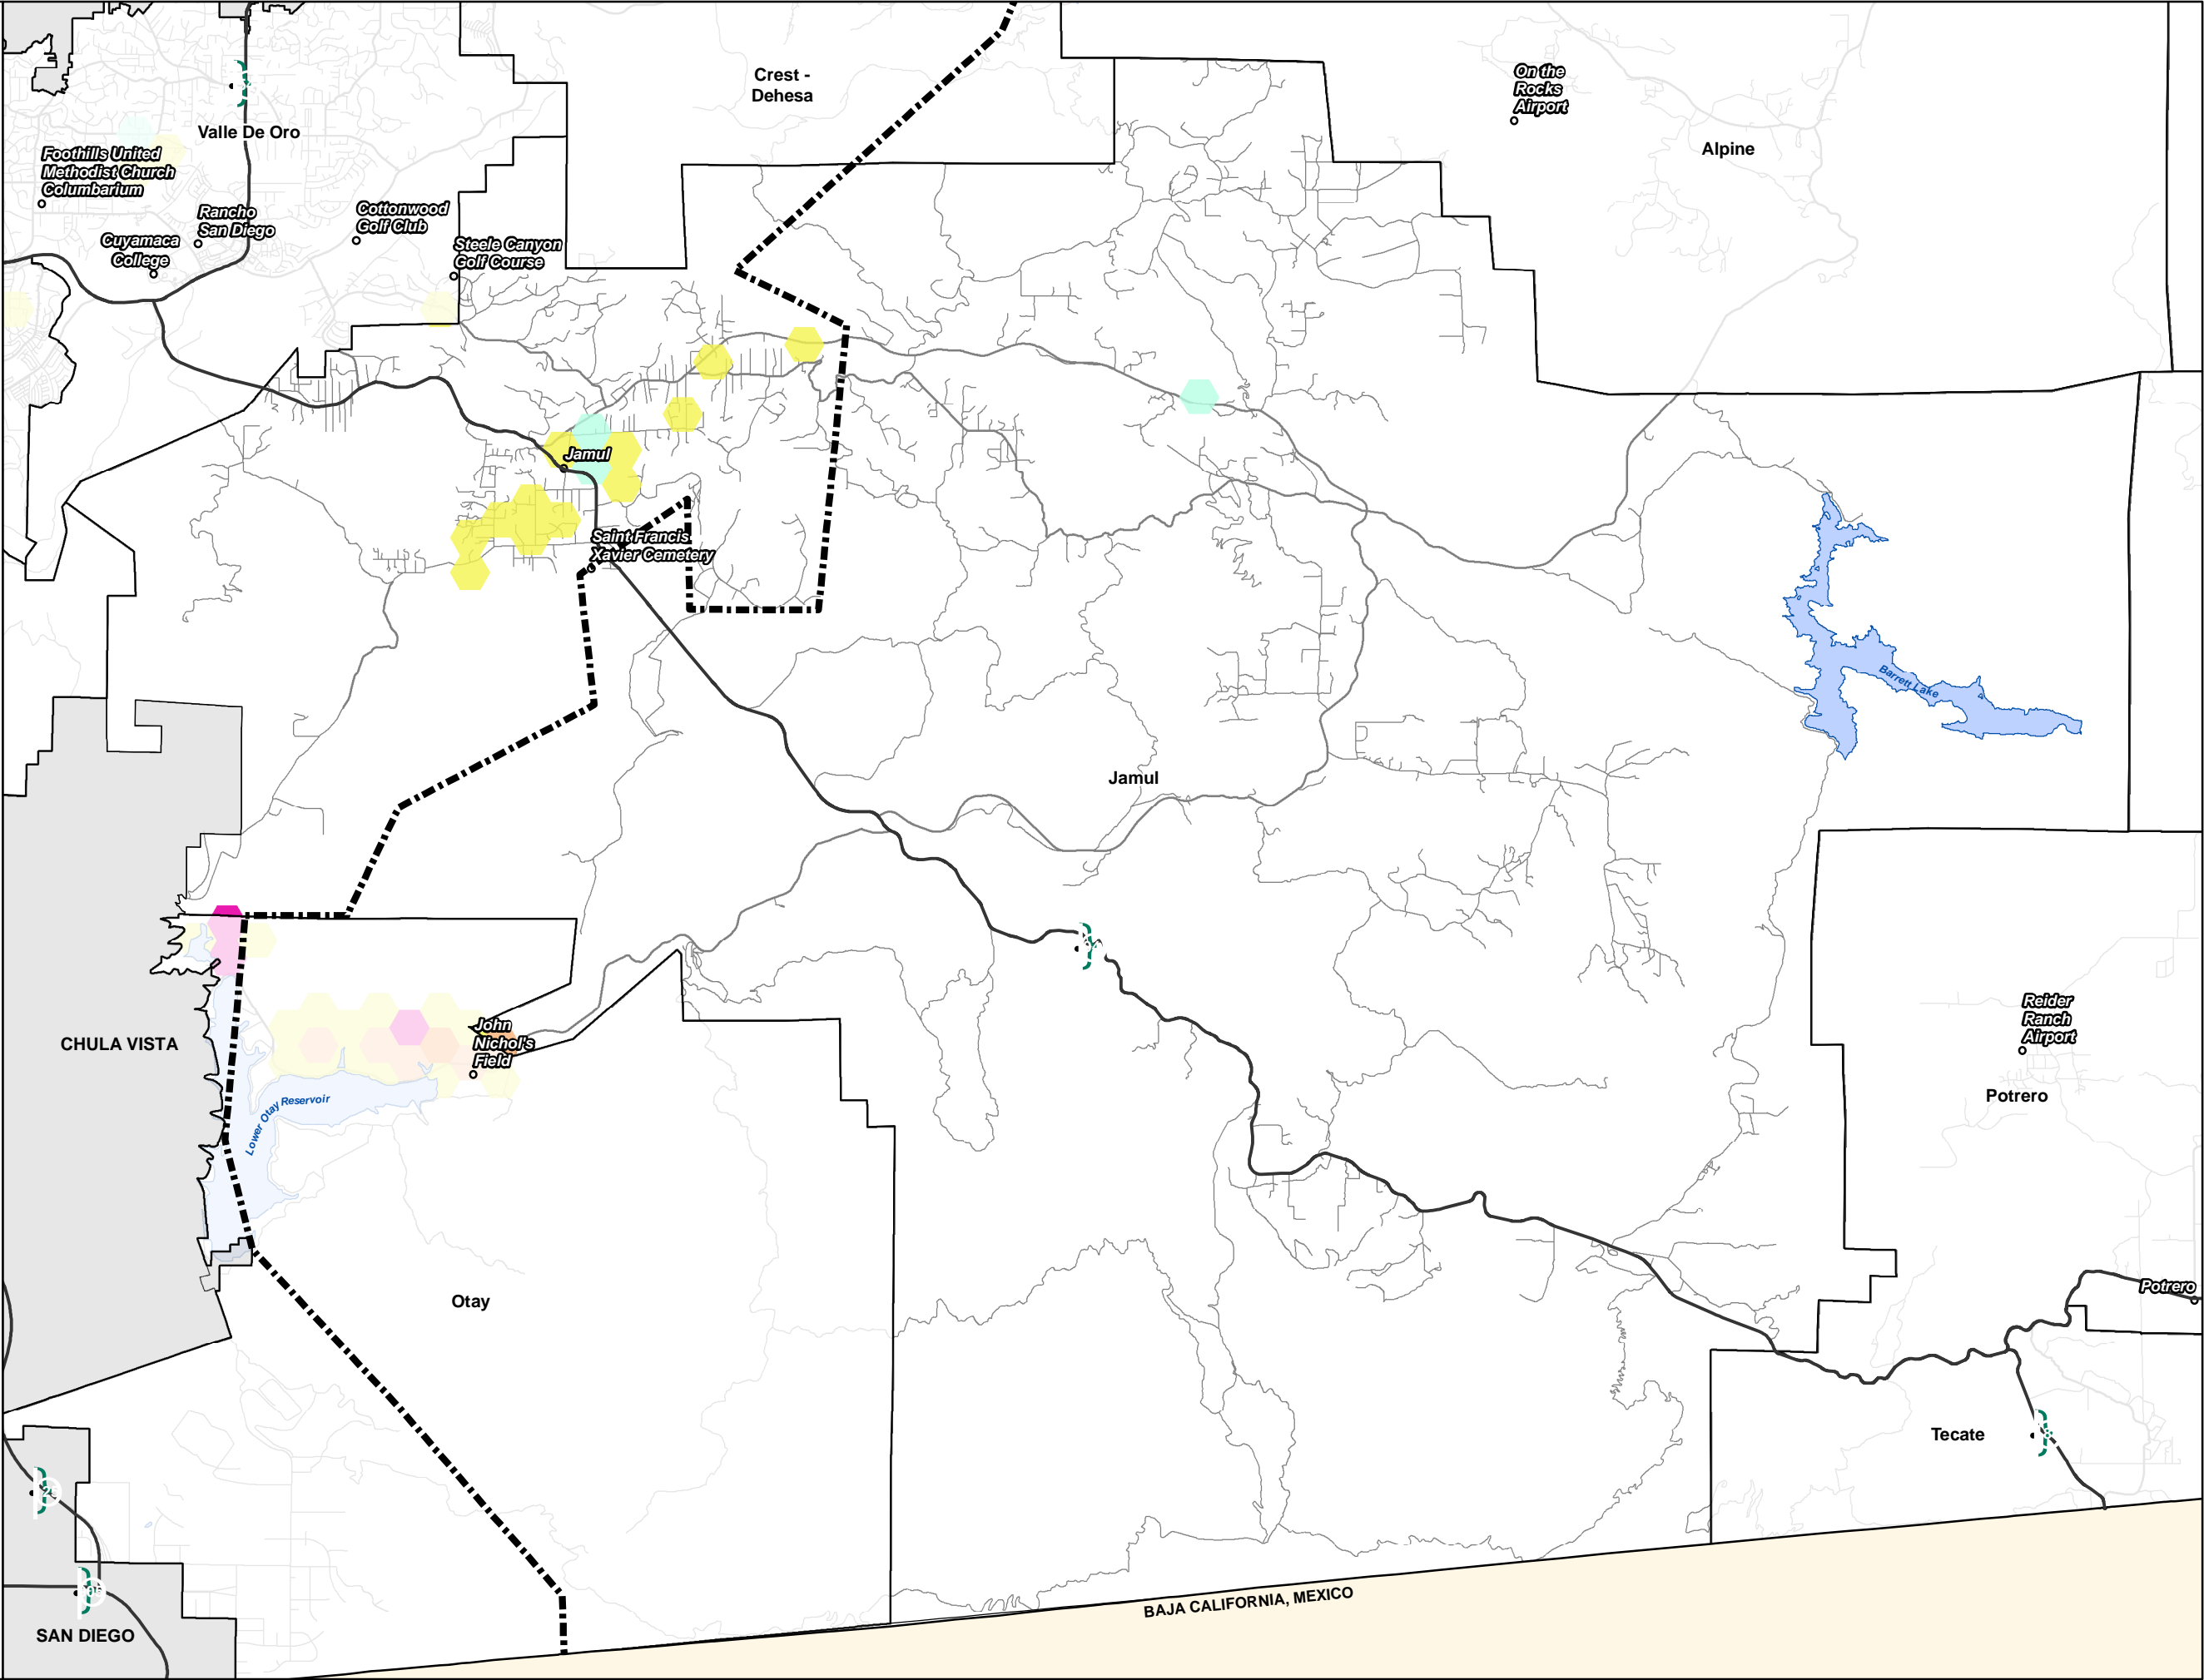 Crest -
Dehesa
On the
Rocks
Airport
Valle De Oro
Alpine
Foothills United
Methodist Church
Columbarium
Rancho
San Diego
Cottonwood
Golf Club
Cuyamaca
College
Steele Canyon
Golf Course
Jamul
Saint Francis
Xavier Cemetery
Barrett Lake
Jamul
Reider
Ranch
Airport
John
Nichol's
Field
CHULA VISTA
Potrero
Lower Otay Reservoir
Potrero
Otay
Tecate
BAJA CALIFORNIA, MEXICO
SAN DIEGO